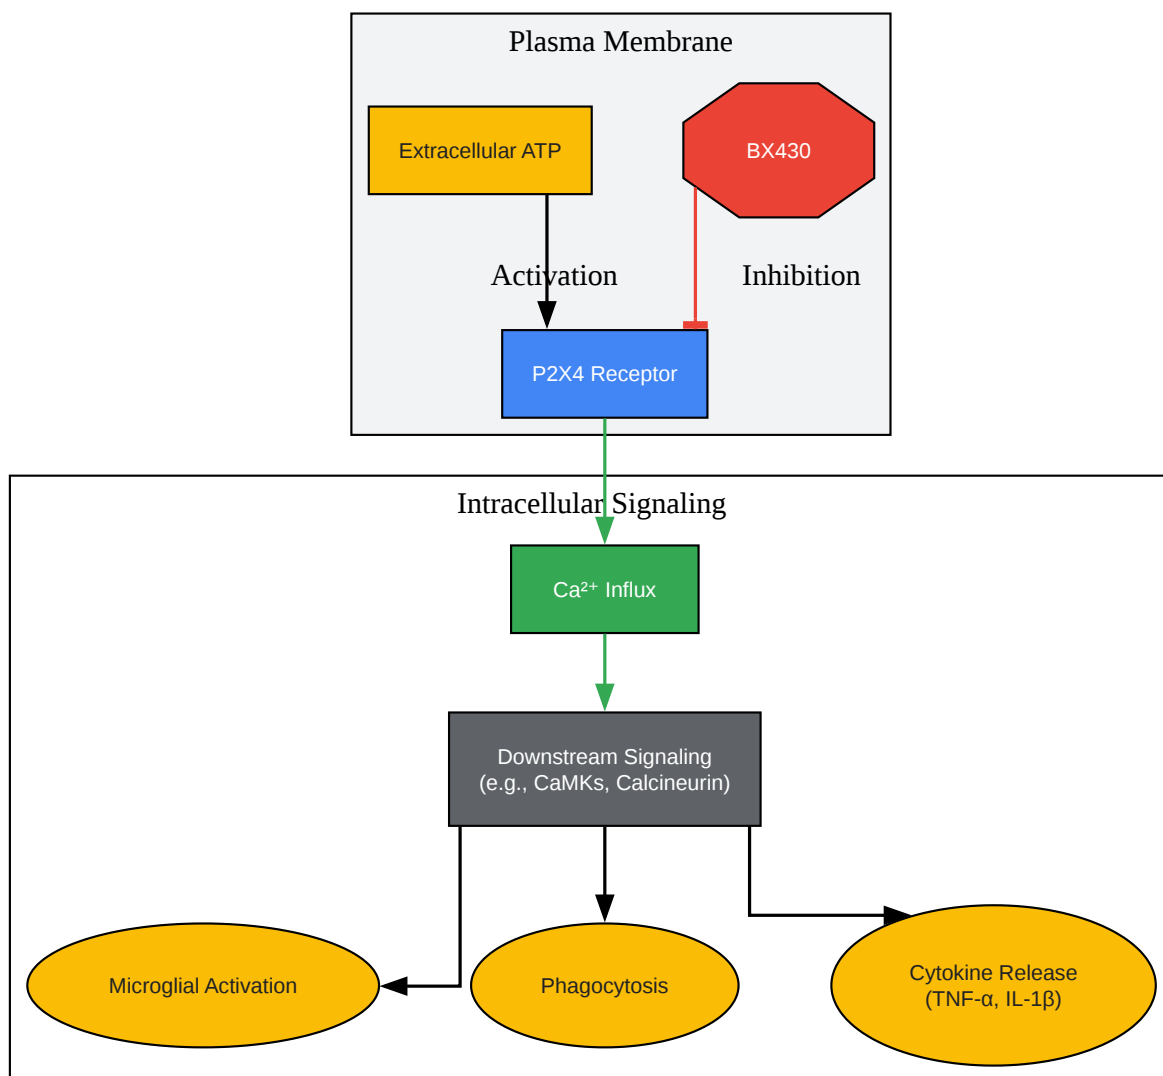 Plasma Membrane
Extracellular ATP
BX430
Activation
Inhibition
P2X4 Receptor
Intracellular Signaling
Ca²⁺ Influx
Downstream Signaling
(e.g., CaMKs, Calcineurin)
Microglial Activation
Phagocytosis
Cytokine Release
(TNF-α, IL-1β)